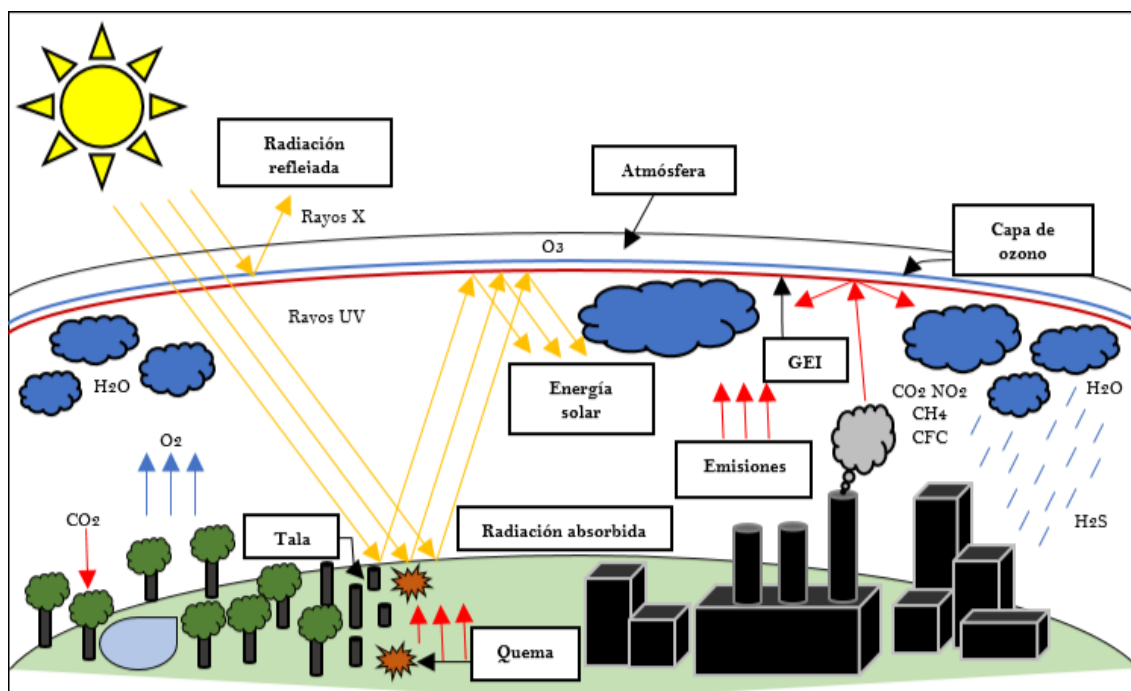 Radiación
refleiada
Atmósfera
Rayos X
O3
Capa de
ozono
Rayos UV
GEI
H2O
Energía
solar
CO2 NO2
CH4
CFC
H2O
O2
Emisiones
CO2
Tala
Radiación absorbida
H2S
Quema